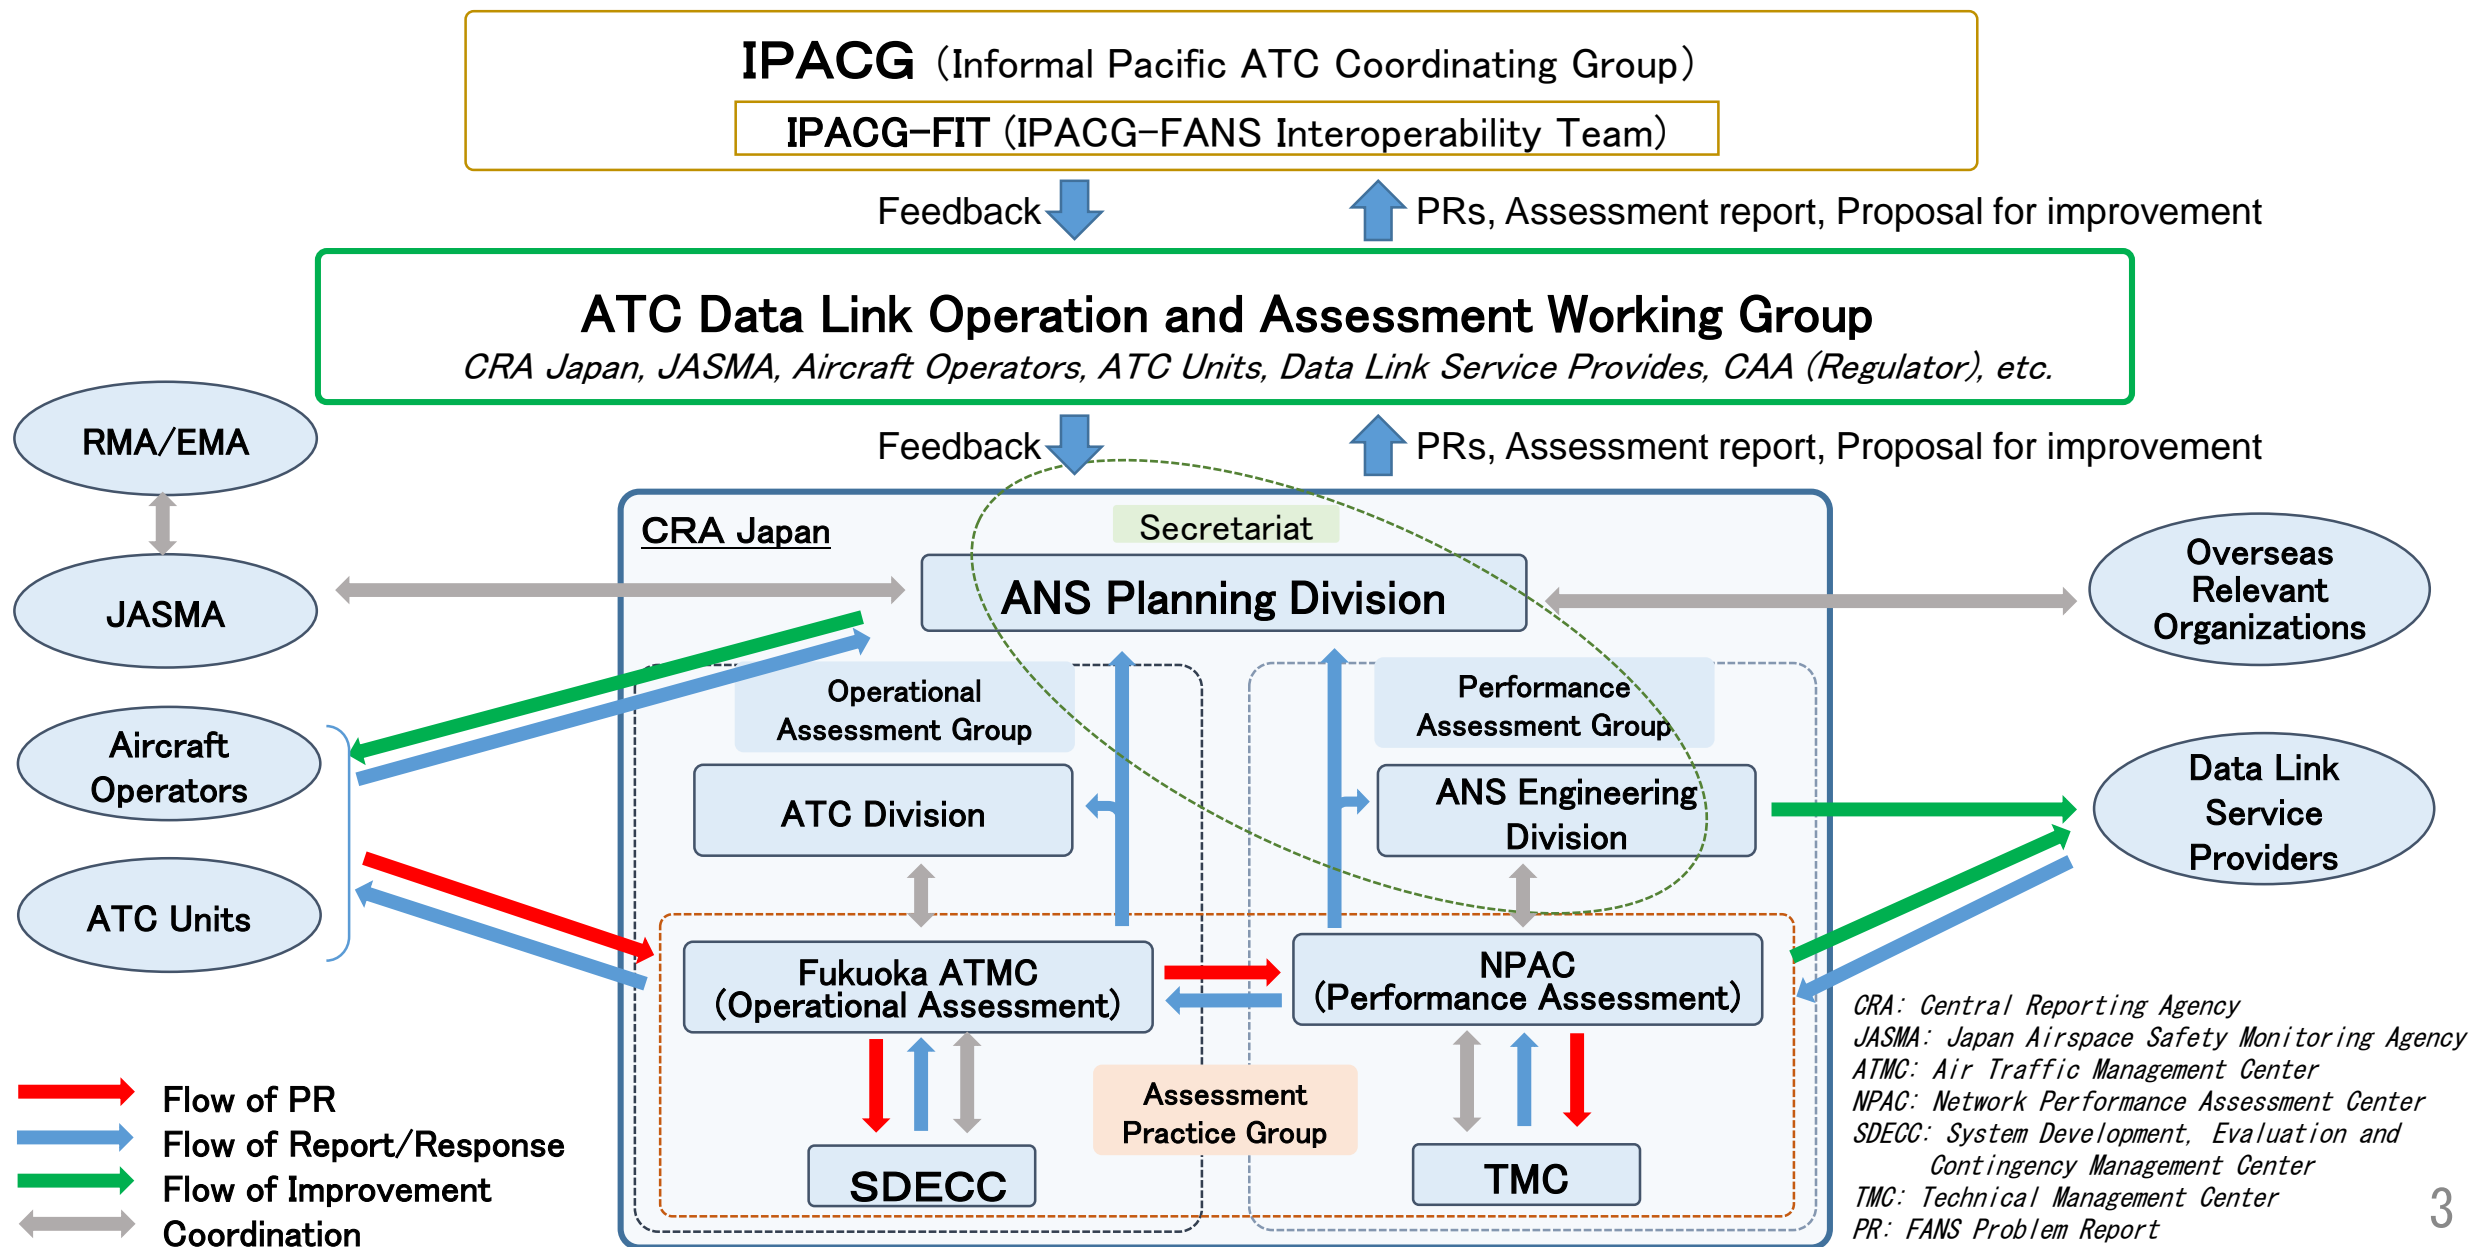 IPACG (Informal Pacific ATC Coordinating Group)
IPACG-FIT (IPACG-FANS Interoperability Team)
Feedback
PRs, Assessment report, Proposal for improvement
ATC Data Link Operation and Assessment Working Group
CRA Japan, JASMA, Aircraft Operators, ATC Units, Data Link Service Provides, CAA (Regulator), etc.
Feedback
PRs, Assessment report, Proposal for improvement
RMA/EMA
JASMA
Aircraft
Operators
ATC Units
CRA Japan
Secretariat
ANS Planning Division
Operational
Assessment Group
Performance
Assessment Group
ATC Division
ANS Engineering
Division
Fukuoka ATMC
(Operational Assessment)
NPAC
(Performance Assessment)
Assessment
Practice Group
SDECC
TMC
Overseas
Relevant
Organizations
Data Link
Service
Providers
Flow of PR
Flow of Report/Response
Flow of Improvement
Coordination
CRA: Central Reporting Agency
JASMA: Japan Airspace Safety Monitoring Agency
ATMC: Air Traffic Management Center
NPAC: Network Performance Assessment Center
SDECC: System Development, Evaluation and
Contingency Management Center
TMC: Technical Management Center
PR: FANS Problem Report
3